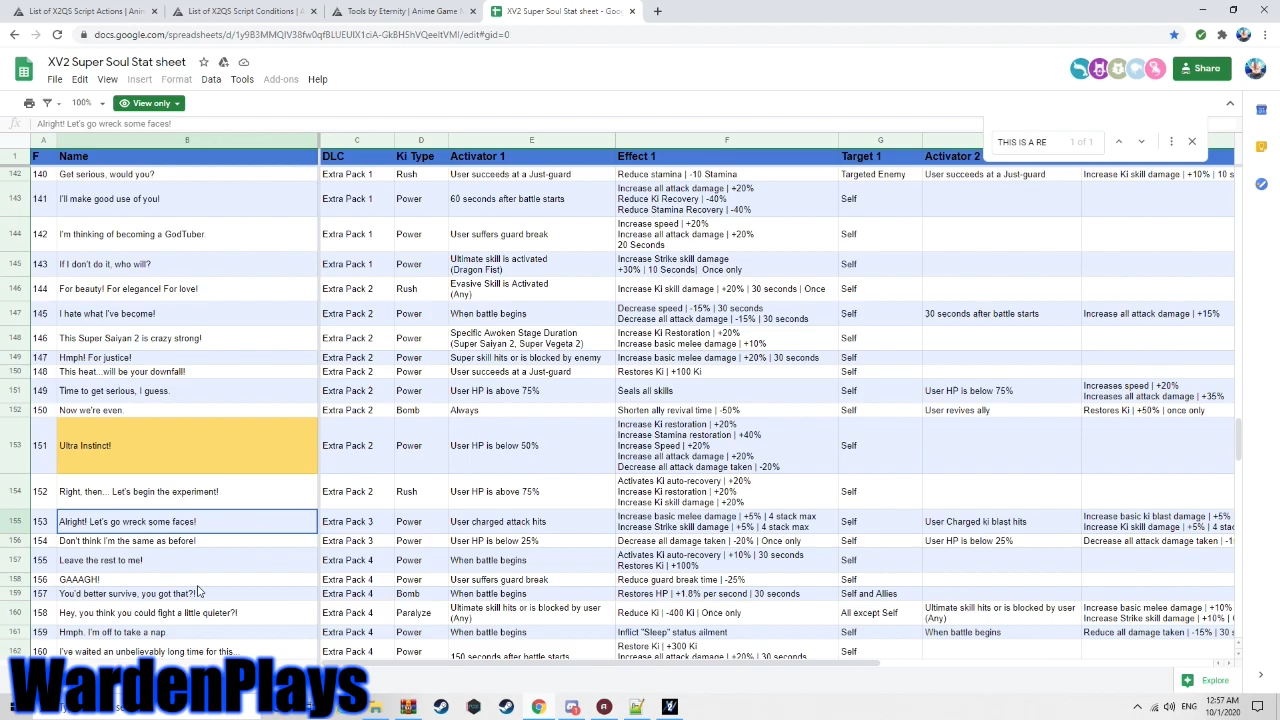 List of X2QS Script Actions | Anim
List of X2QS Script Conditions | A
Tools by Eternity | Anime Game M
XV2 Super Soul Stat sheet - Goog
XV2 Super Soul Stat sheet
File Edit View Insert Format Data Tools Add-ons Help
Share
100% View only
fx Alright! Let's go wreck some faces!
THIS IS A RE 1 of 1
A B C D E F G
1 F Name DLC Ki Type Activator 1 Effect 1 Target 1 Activator 2
142 140 Get serious, would you? Extra Pack 1 Rush User succeeds at a Just-guard Reduce stamina | -10 Stamina Targeted Enemy User succeeds at a Just-guard Increase Ki skill damage | +10% | 10 s
Increase all attack damage | +20%
143 141 I'll make good use of you! Extra Pack 1 Power 60 seconds after battle starts Reduce Ki Recovery | -40% Self
Reduce Stamina Recovery | -40%
Increase speed | +20%
144 142 I'm thinking of becoming a GodTuber. Extra Pack 1 Power User suffers guard break Increase all attack damage | +20% Self
20 Seconds
145 143 If I don't do it, who will? Extra Pack 1 Power Ultimate skill is activated Increase Strike skill damage Self
(Dragon Fist) +30% | 10 Seconds| Once only
146 144 For beauty! For elegance! For love! Extra Pack 2 Rush Evasive Skill is Activated Increase Ki skill damage | +20% | 30 seconds | Once Self
(Any)
147 145 I hate what I've become! Extra Pack 2 Power When battle begins Decrease speed | -15% | 30 seconds Self 30 seconds after battle starts Increase all attack damage | +15%
Decrease all attack damage | -15% | 30 seconds
148 146 This Super Saiyan 2 is crazy strong! Extra Pack 2 Power Specific Awoken Stage Duration Increase Ki Restoration | +20% Self
(Super Saiyan 2, Super Vegeta 2) Increase basic melee damage | +10%
149 147 Hmph! For justice! Extra Pack 2 Power Super skill hits or is blocked by enemy Increase basic melee damage | +20% | 30 seconds Self
150 148 This heat...will be your downfall! Extra Pack 2 Power User succeeds at a Just-guard Restores Ki | +100 Ki Self
151 149 Time to get serious, I guess. Extra Pack 2 Power User HP is above 75% Seals all skills Self User HP is below 75% Increases speed | +20%
Increases all attack damage | +35%
152 150 Now we're even. Extra Pack 2 Bomb Always Shorten ally revival time | -50% Self User revives ally Restores Ki | +50% | once only
Increase Ki restoration | +20%
Increase Stamina restoration | +40%
153 151 Ultra Instinct! Extra Pack 2 Power User HP is below 50% Increase Speed | +20% Self
Increase all attack damage | +20%
Decrease all attack damage taken | -20%
Activates Ki auto-recovery | +20%
154 152 Right, then... Let's begin the experiment! Extra Pack 2 Rush User HP is above 75% Increase Ki restoration | +20% Self
Increase Ki skill damage | +20%
155 153 Alright! Let's go wreck some faces! Extra Pack 3 Power User charged attack hits Increase basic melee damage | +5% | 4 stack max Self User Charged ki blast hits Increase basic ki blast damage | +5%
Increase Strike skill damage | +5% | 4 stack max Increase Ki skill damage | +5% | 4 stac
156 154 Don't think I'm the same as before! Extra Pack 3 Power User HP is below 25% Decrease all damage taken | -20% | Once only Self User HP is below 25% Decrease all attack damage taken | -1
157 155 Leave the rest to me! Extra Pack 4 Power When battle begins Activates Ki auto-recovery | +10% | 30 seconds Self
Restores Ki | +100%
158 156 GAAAGH! Extra Pack 4 Power User suffers guard break Reduce guard break time | -25% Self
159 157 You'd better survive, you got that?! Extra Pack 4 Bomb When battle begins Restores HP | +1.8% per second | 30 seconds Self and Allies
160 158 Hey, you think you could fight a little quieter?! Extra Pack 4 Paralyze Ultimate skill hits or is blocked by user Reduce Ki | -400 Ki | Once only All except Self Ultimate skill hits or is blocked by user Increase basic melee damage | +10%
(Any) (Any) Increase Strike skill damage | +10% |
161 159 Hmph. I'm off to take a nap. Extra Pack 4 Power When battle begins Inflict "Sleep" status ailment Self When battle begins Reduce all damage taken | -15% | 30 s
162 160 I've waited an unbelievably long time for this... Extra Pack 4 Power 150 seconds after battle starts Restore Ki | +300 Ki Self
Increase all attack damage | +20%
Explore
WardenPlays
ENG 12:57 AM
10/1/2020